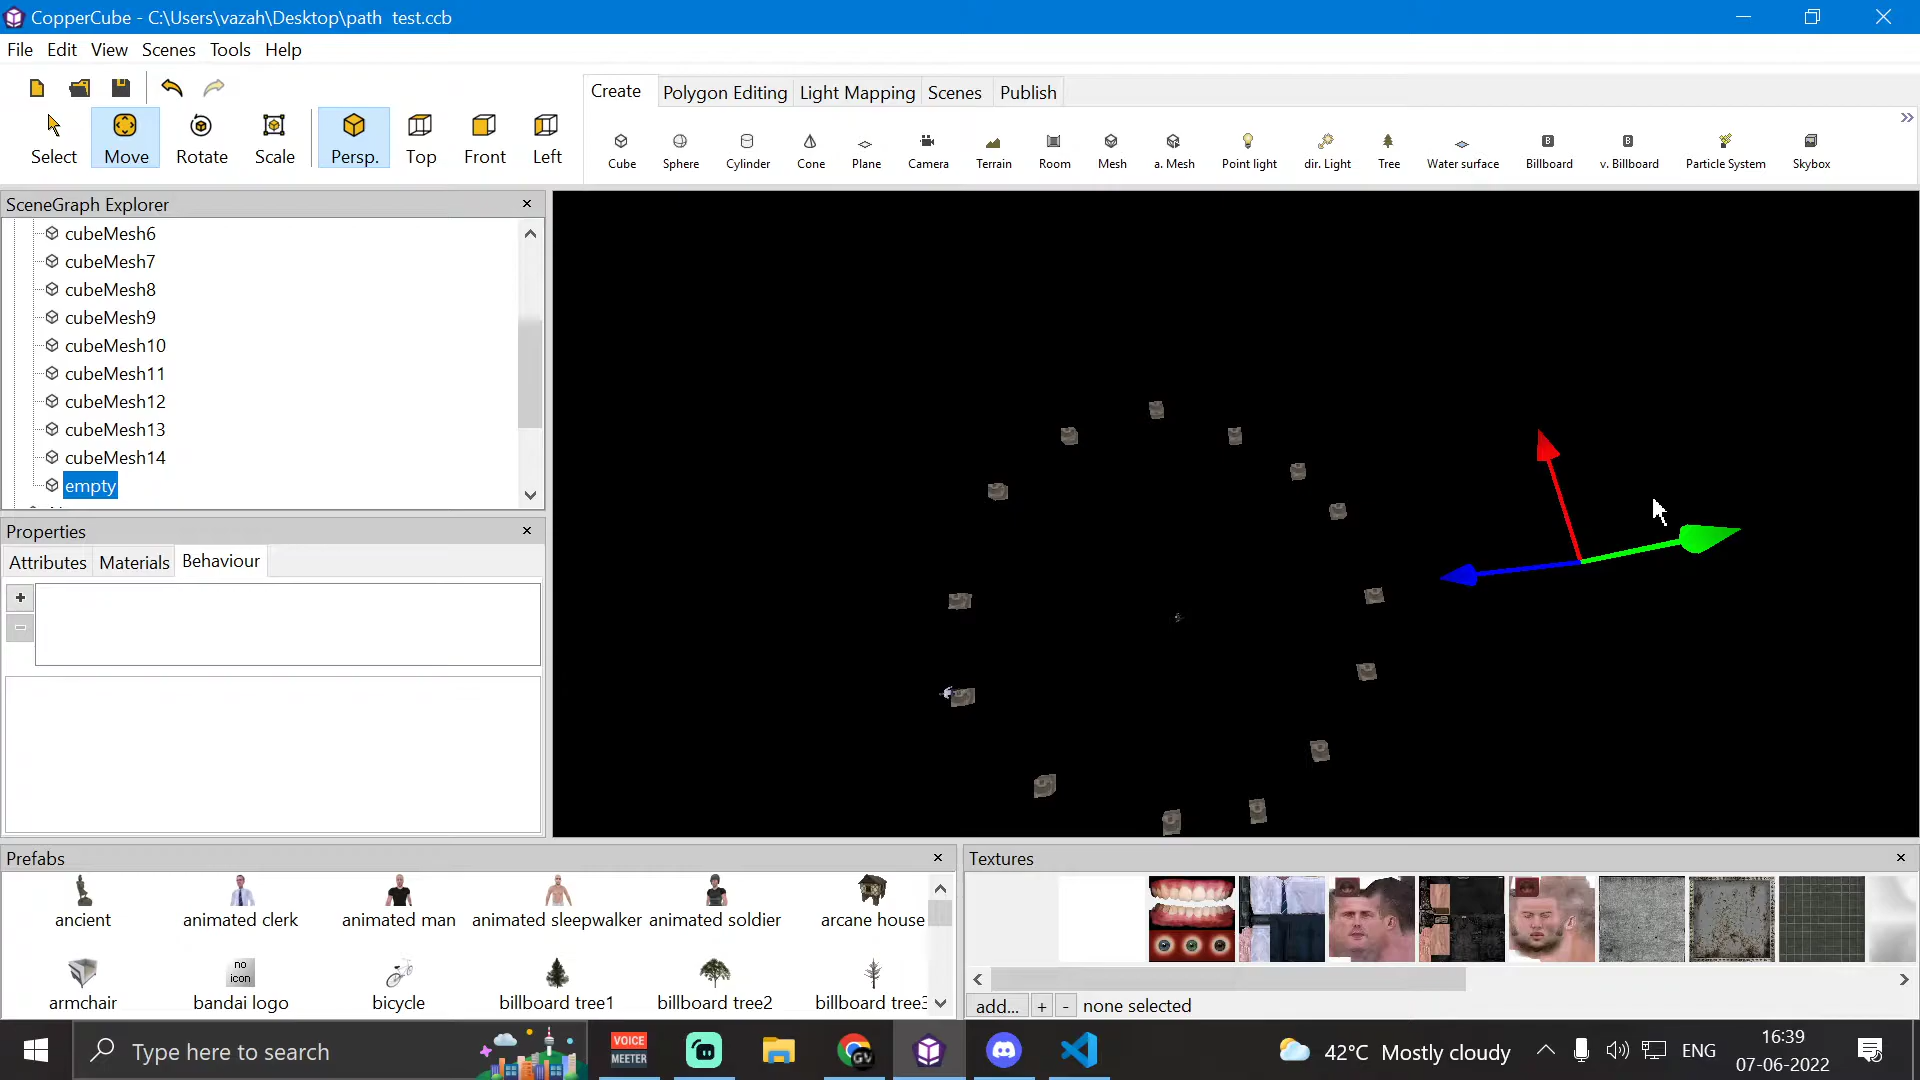 CopperCube - C:\Users\vazah\Desktop\path  test.ccb
File Edit View Scenes Tools Help
Create Polygon Editing Light Mapping Scenes Publish
Select Move Rotate Scale Persp. Top Front Left
Cube Sphere Cylinder Cone Plane Camera Terrain Room Mesh a. Mesh Point light dir. Light Tree Water surface Billboard v. Billboard Particle System Skybox
SceneGraph Explorer
cubeMesh6
cubeMesh7
cubeMesh8
cubeMesh9
cubeMesh10
cubeMesh11
cubeMesh12
cubeMesh13
cubeMesh14
empty
Properties
Attributes Materials Behaviour
Prefabs
ancient animated clerk animated man animated sleepwalker animated soldier arcane house
no
icon
armchair bandai logo bicycle billboard tree1 billboard tree2 billboard tree3
Textures
add... + - none selected
Type here to search
VOICE
MEETER
GV
42°C Mostly cloudy
ENG
16:39
07-06-2022